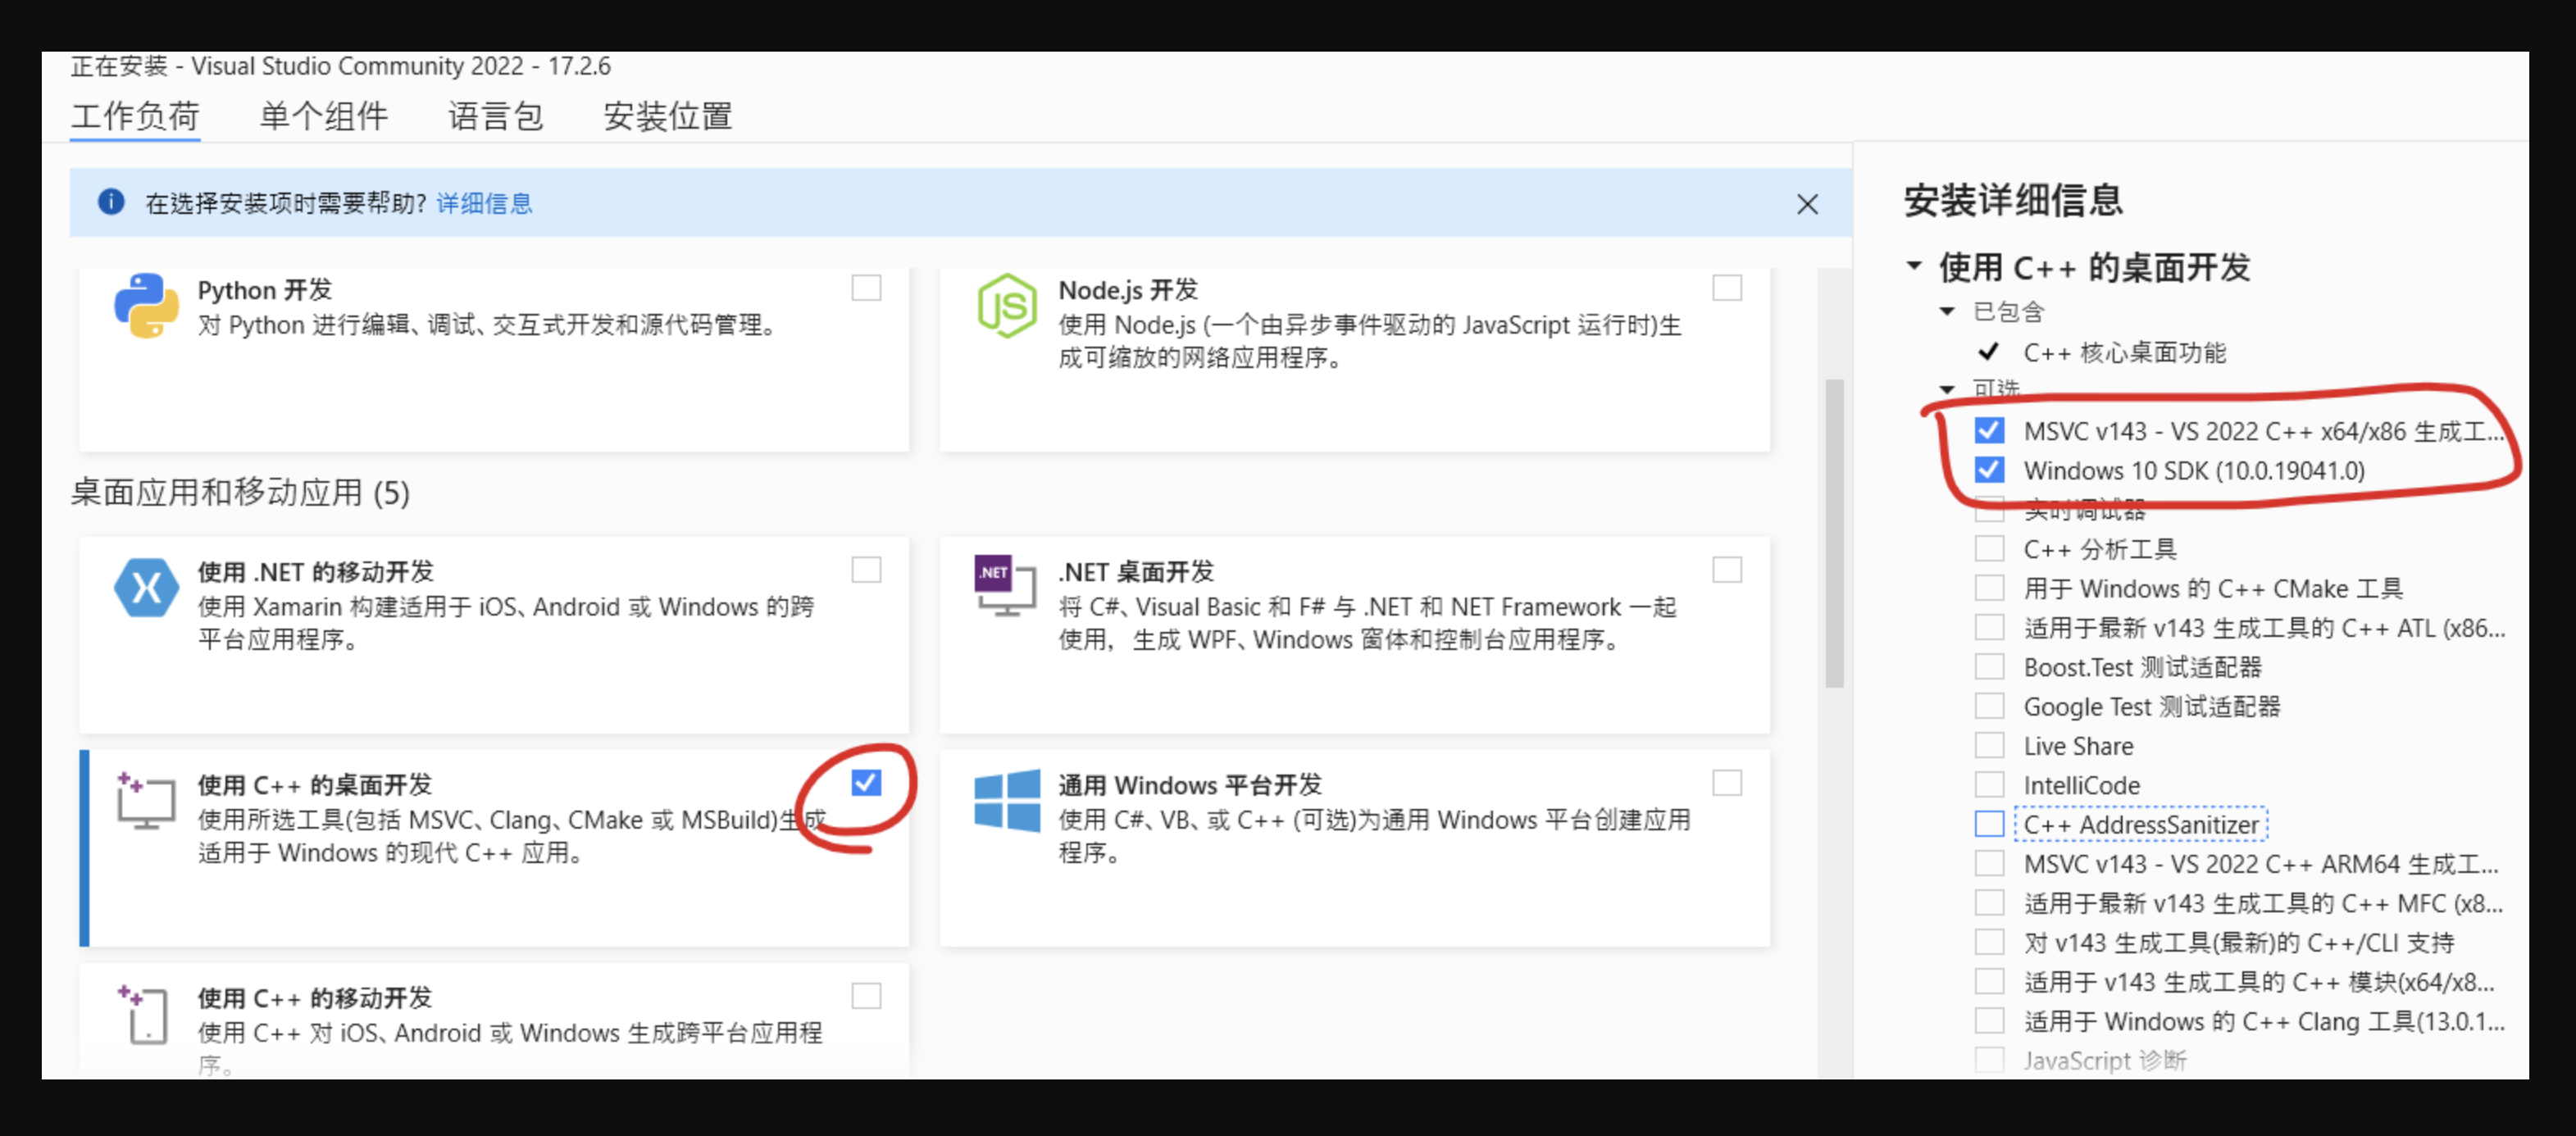 正在安装 - Visual Studio Community 2022 - 17.2.6
工作负荷 单个组件 语言包 安装位置
在选择安装项时需要帮助? 详细信息
Python 开发
对 Python 进行编辑、调试、交互式开发和源代码管理。
Node.js 开发
使用 Node.js (一个由异步事件驱动的 JavaScript 运行时)生
成可缩放的网络应用程序。
桌面应用和移动应用 (5)
使用 .NET 的移动开发
使用 Xamarin 构建适用于 iOS、Android 或 Windows 的跨
平台应用程序。
.NET
.NET 桌面开发
将 C#、Visual Basic 和 F# 与 .NET 和 NET Framework 一起
使用，生成 WPF、Windows 窗体和控制台应用程序。
使用 C++ 的桌面开发
使用所选工具(包括 MSVC、Clang、CMake 或 MSBuild)生成
适用于 Windows 的现代 C++ 应用。
通用 Windows 平台开发
使用 C#、VB、或 C++ (可选)为通用 Windows 平台创建应用
程序。
使用 C++ 的移动开发
使用 C++ 对 iOS、Android 或 Windows 生成跨平台应用程
序。
安装详细信息
使用 C++ 的桌面开发
已包含
C++ 核心桌面功能
可选
MSVC v143 - VS 2022 C++ x64/x86 生成工...
Windows 10 SDK (10.0.19041.0)
实时调试器
C++ 分析工具
用于 Windows 的 C++ CMake 工具
适用于最新 v143 生成工具的 C++ ATL (x86...
Boost.Test 测试适配器
Google Test 测试适配器
Live Share
IntelliCode
C++ AddressSanitizer
MSVC v143 - VS 2022 C++ ARM64 生成工...
适用于最新 v143 生成工具的 C++ MFC (x8...
对 v143 生成工具(最新)的 C++/CLI 支持
适用于 v143 生成工具的 C++ 模块(x64/x8...
适用于 Windows 的 C++ Clang 工具(13.0.1...
JavaScript 诊断